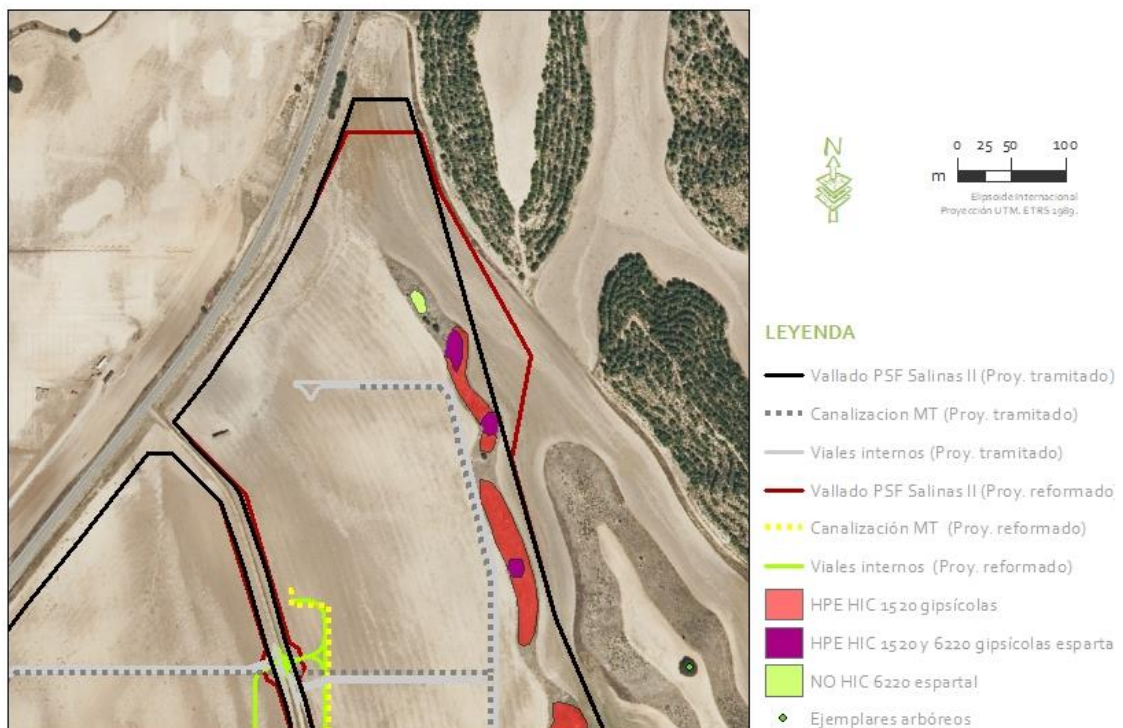 N
0 25 50 100
m
Elipsoide Internacional
Proyección UTM. ETRS 1989.
LEYENDA
Vallado PSF Salinas II (Proy. tramitado)
Canalizacion MT (Proy. tramitado)
Viales internos (Proy. tramitado)
Vallado PSF Salinas II (Proy. reformado)
Canalización MT (Proy. reformado)
Viales internos (Proy. reformado)
HPE HIC 1520 gipsícolas
HPE HIC 1520 y 6220 gipsícolas esparta
NO HIC 6220 espartal
Ejemplares arbóreos